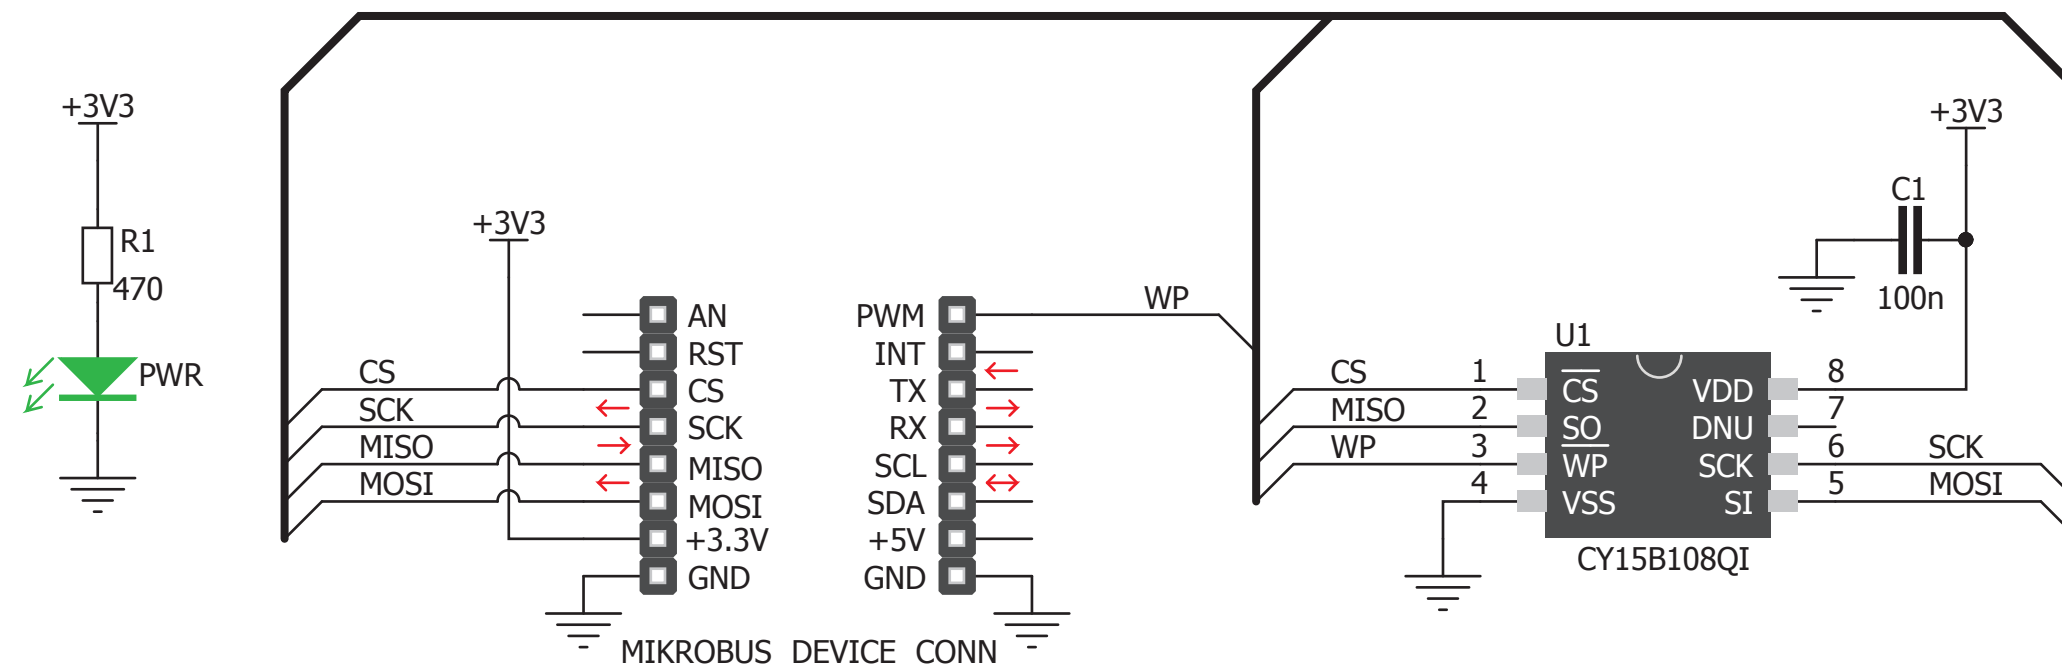 +3V3
R1
470
PWR
+3V3
CS
SCK
MISO
MOSI
AN
RST
CS
SCK
MISO
MOSI
+3.3V
GND
PWM
INT
TX
RX
SCL
SDA
+5V
GND
MIKROBUS DEVICE CONN
WP
+3V3
C1
100n
U1
CS 1 CS VDD 8
MISO 2 SO DNU 7
WP 3 WP SCK 6 SCK
4 VSS SI 5 MOSI
CY15B108QI